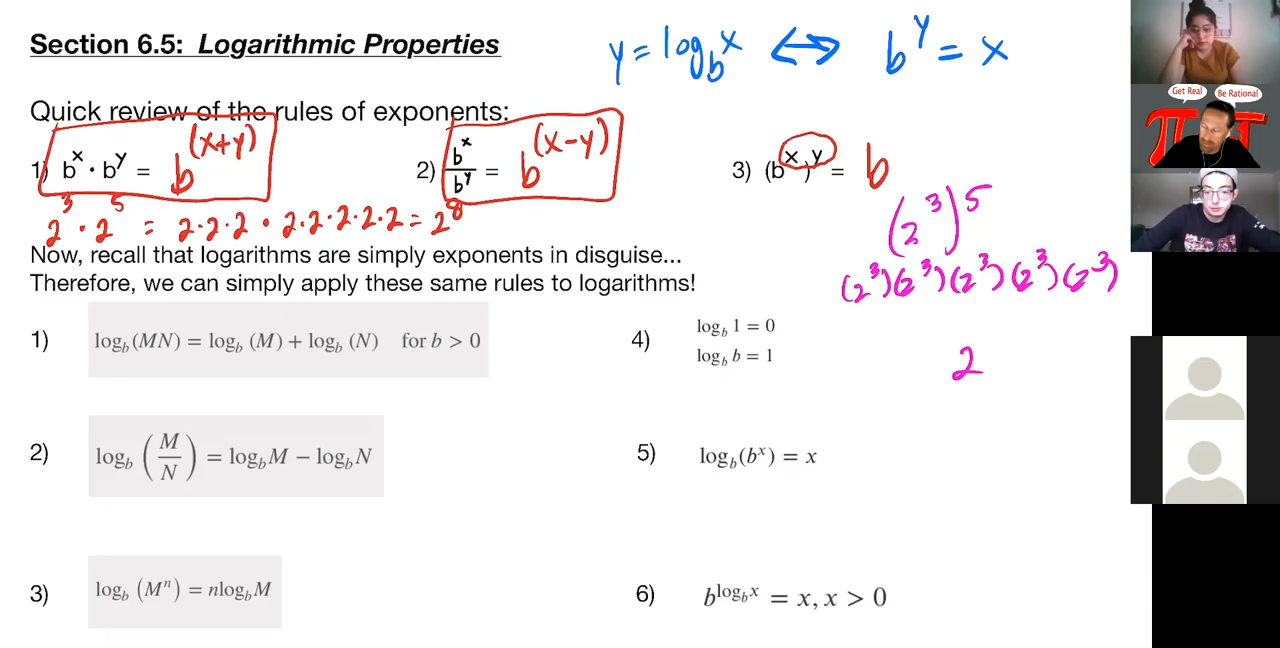 Section 6.5: Logarithmic Properties
y = log_b x ↔ b^y = x
Quick review of the rules of exponents:
1) b^x · b^y = b^(x+y)
2) b^x / b^y = b^(x-y)
3) (b^x)^y = b
2^3 · 2^5 = 2·2·2 · 2·2·2·2·2 = 2^8
(2^3)^5
(2^3)(2^3)(2^3)(2^3)(2^3)
2
Now, recall that logarithms are simply exponents in disguise...
Therefore, we can simply apply these same rules to logarithms!
1) log_b (MN) = log_b (M) + log_b (N) for b > 0
2) log_b (M/N) = log_b M − log_b N
3) log_b (M^n) = nlog_b M
4) log_b 1 = 0
log_b b = 1
5) log_b (b^x) = x
6) b^(log_b x) = x, x > 0
Get Real
Be Rational